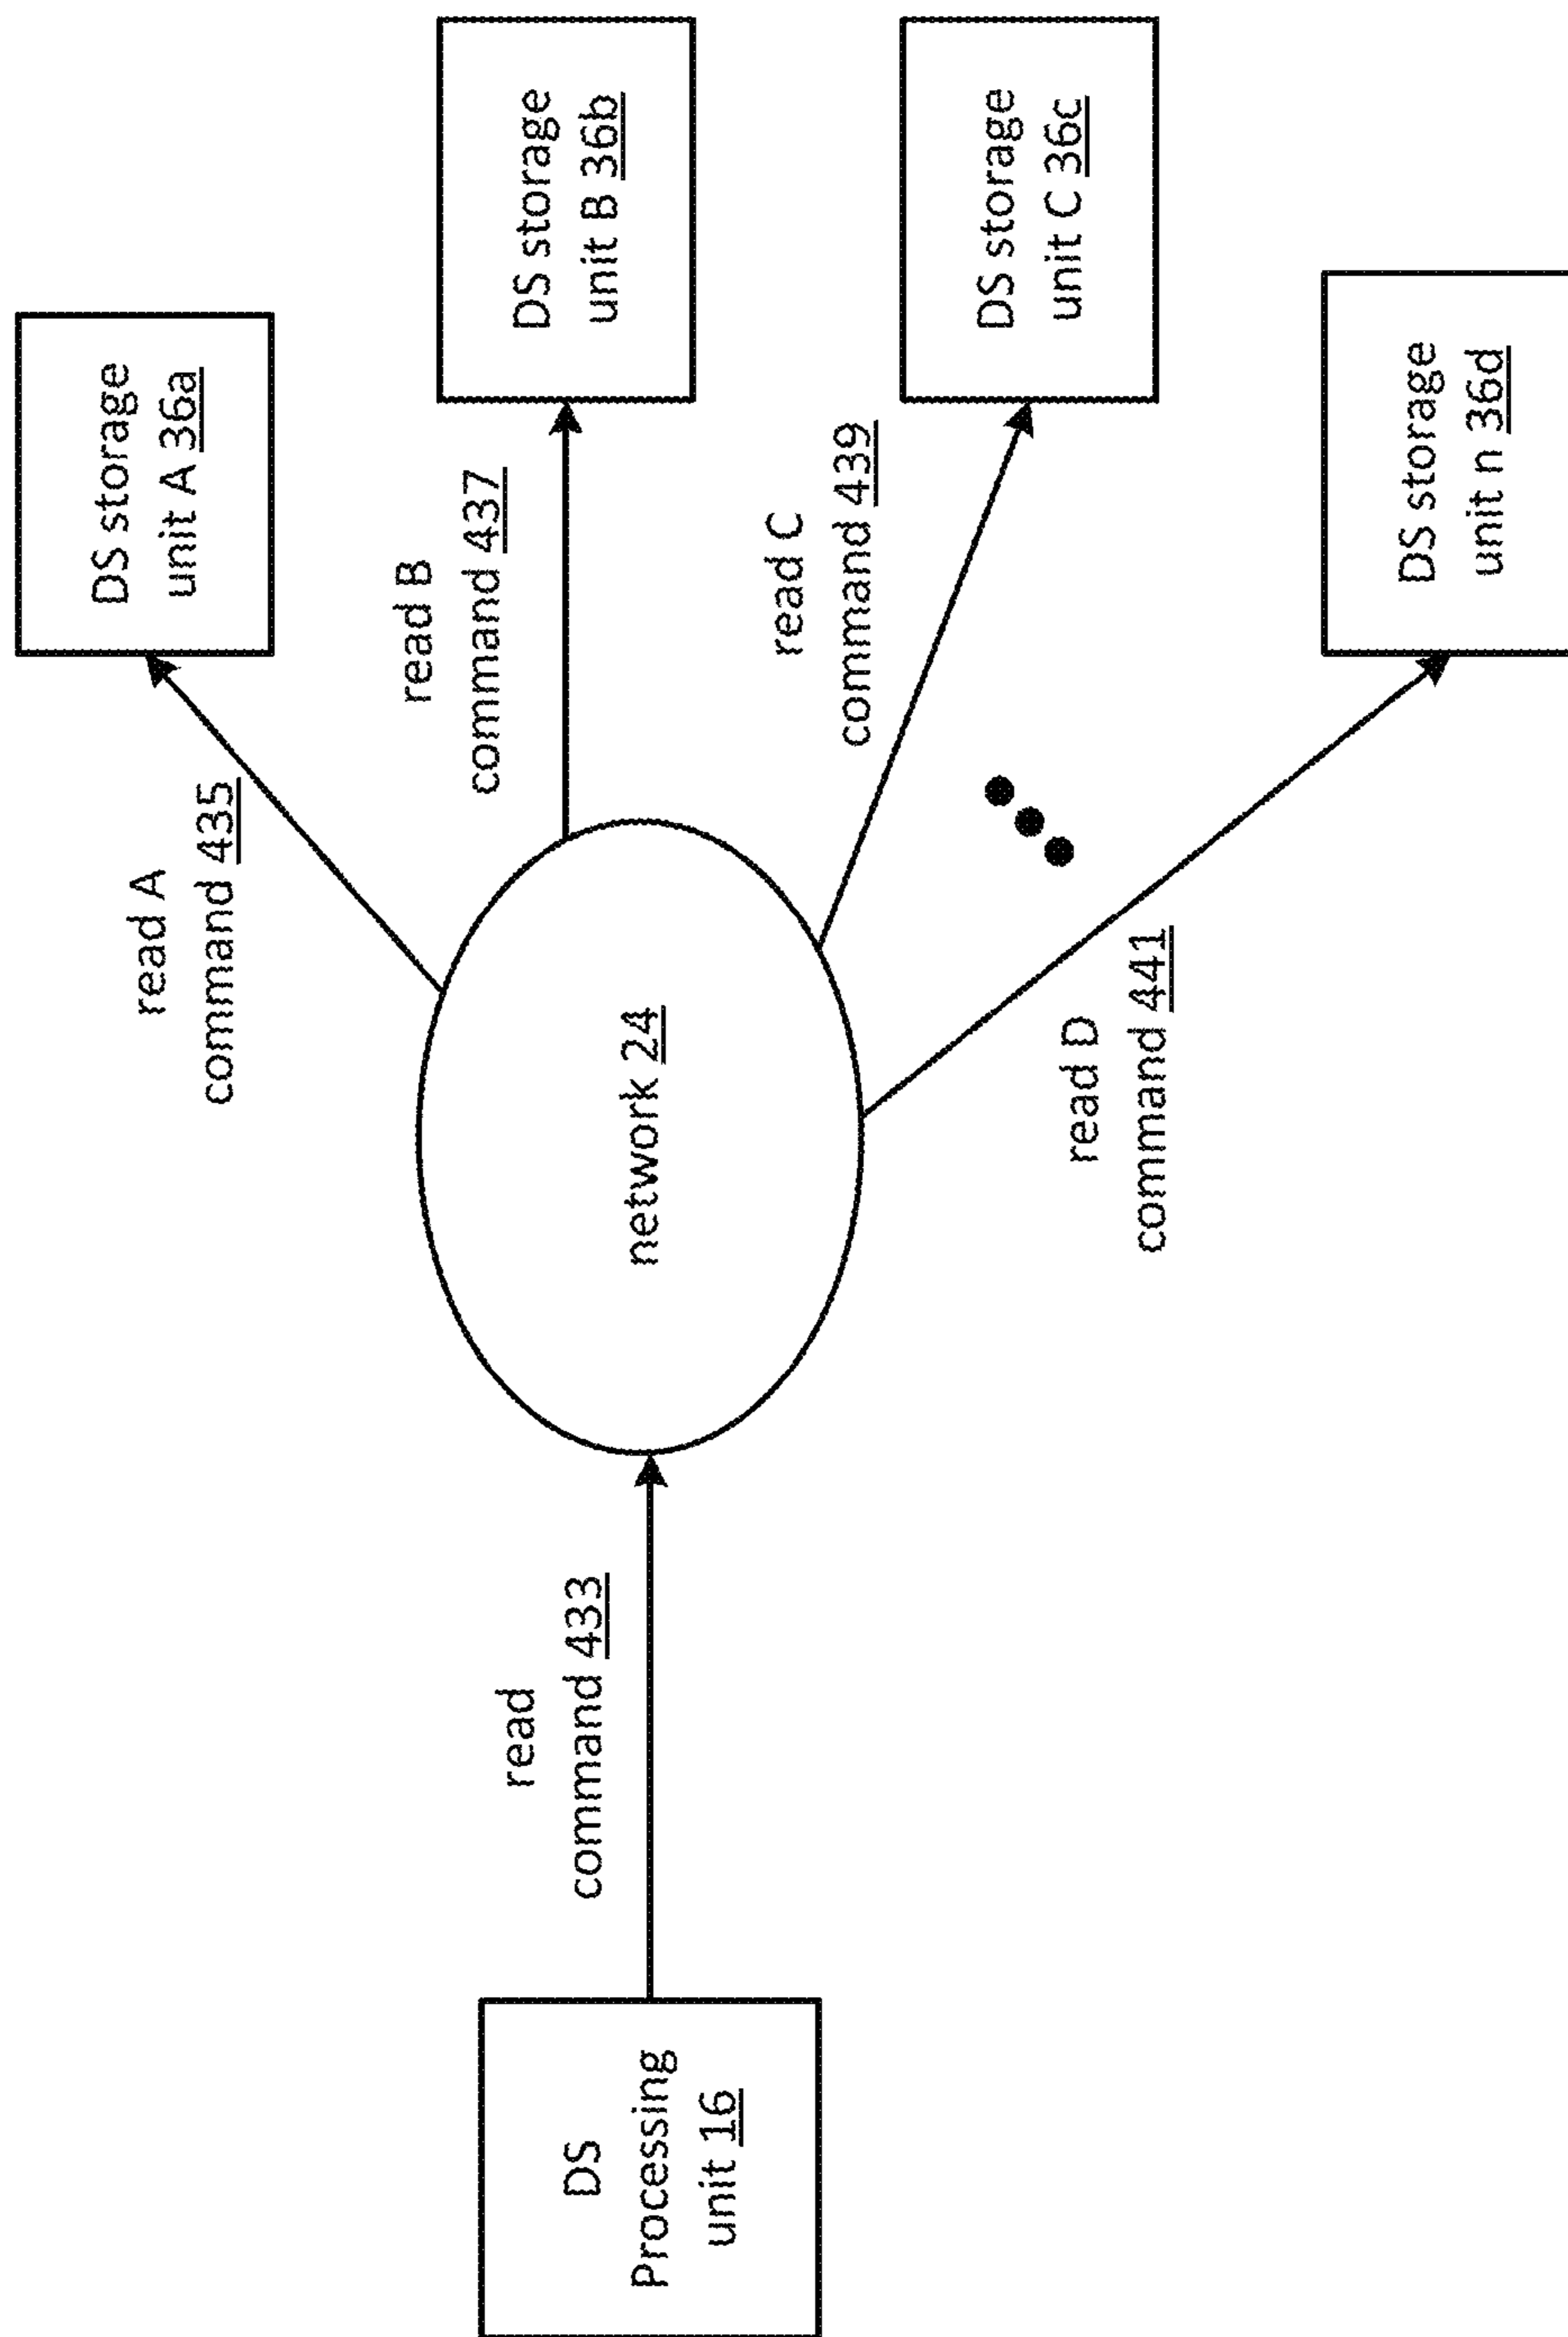 DS storage
unit A 36a
read A
command 435
DS storage
unit B 36b
read B
command 437
read
command 433
network 24
DS
Processing
unit 16
read C
command 439
DS storage
unit C 36c
read D
command 441
DS storage
unit n 36d